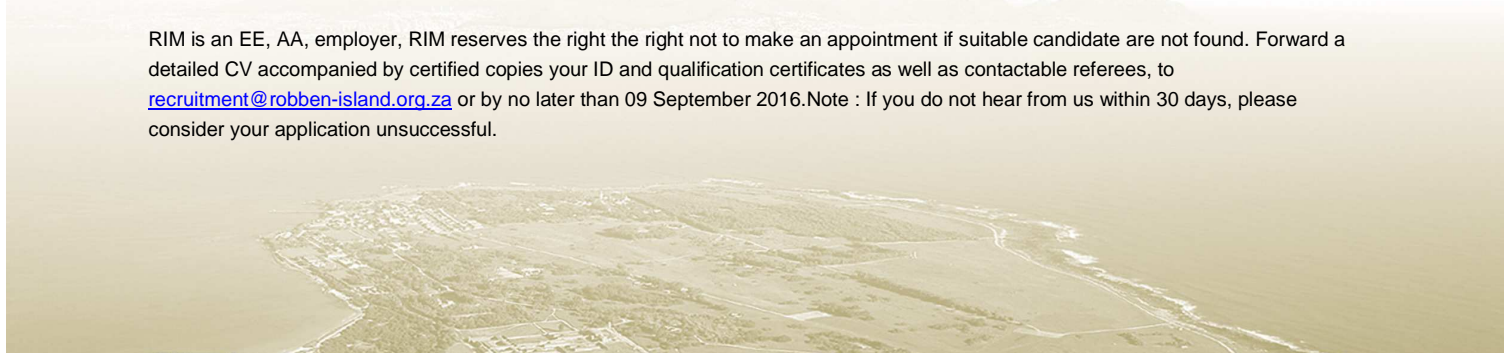 RIM is an EE, AA, employer, RIM reserves the right the right not to make an appointment if suitable candidate are not found. Forward a
detailed CV accompanied by certified copies your ID and qualification certificates as well as contactable referees, to
recruitment@robben-island.org.za or by no later than 09 September 2016.Note : If you do not hear from us within 30 days, please
consider your application unsuccessful.